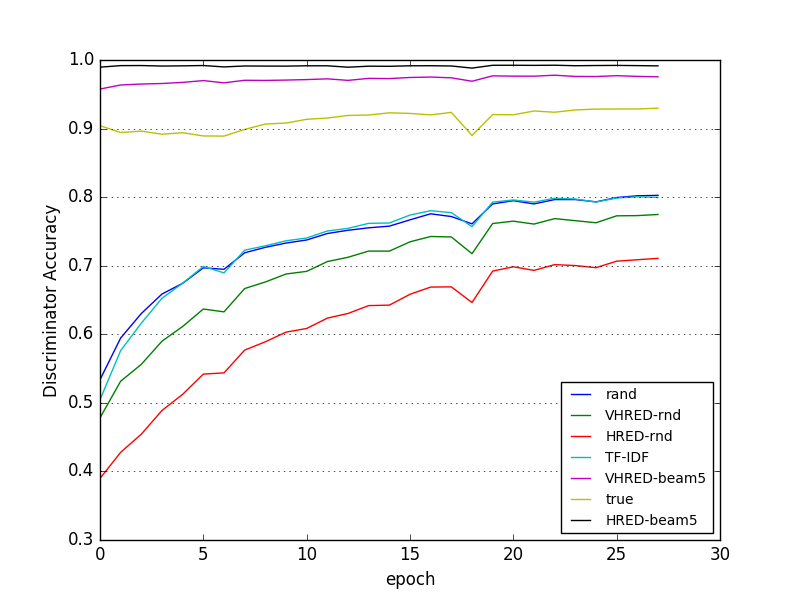 1.0
0.9
0.8
0.7
0.6
0.5
0.4
0.3
Discriminator Accuracy
0 5 10 15 20 25 30
epoch
rand
VHRED-rnd
HRED-rnd
TF-IDF
VHRED-beam5
true
HRED-beam5